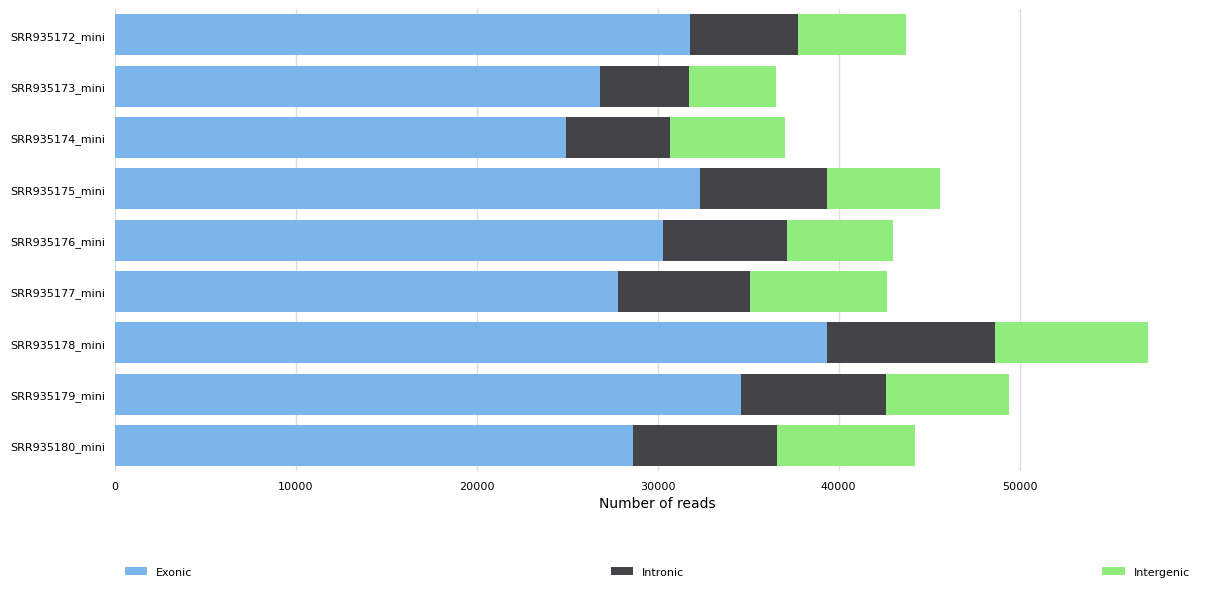 SRR935172_mini
SRR935173_mini
SRR935174_mini
SRR935175_mini
SRR935176_mini
SRR935177_mini
SRR935178_mini
SRR935179_mini
SRR935180_mini
0 10000 20000 30000 40000 50000
Number of reads
Exonic Intronic Intergenic